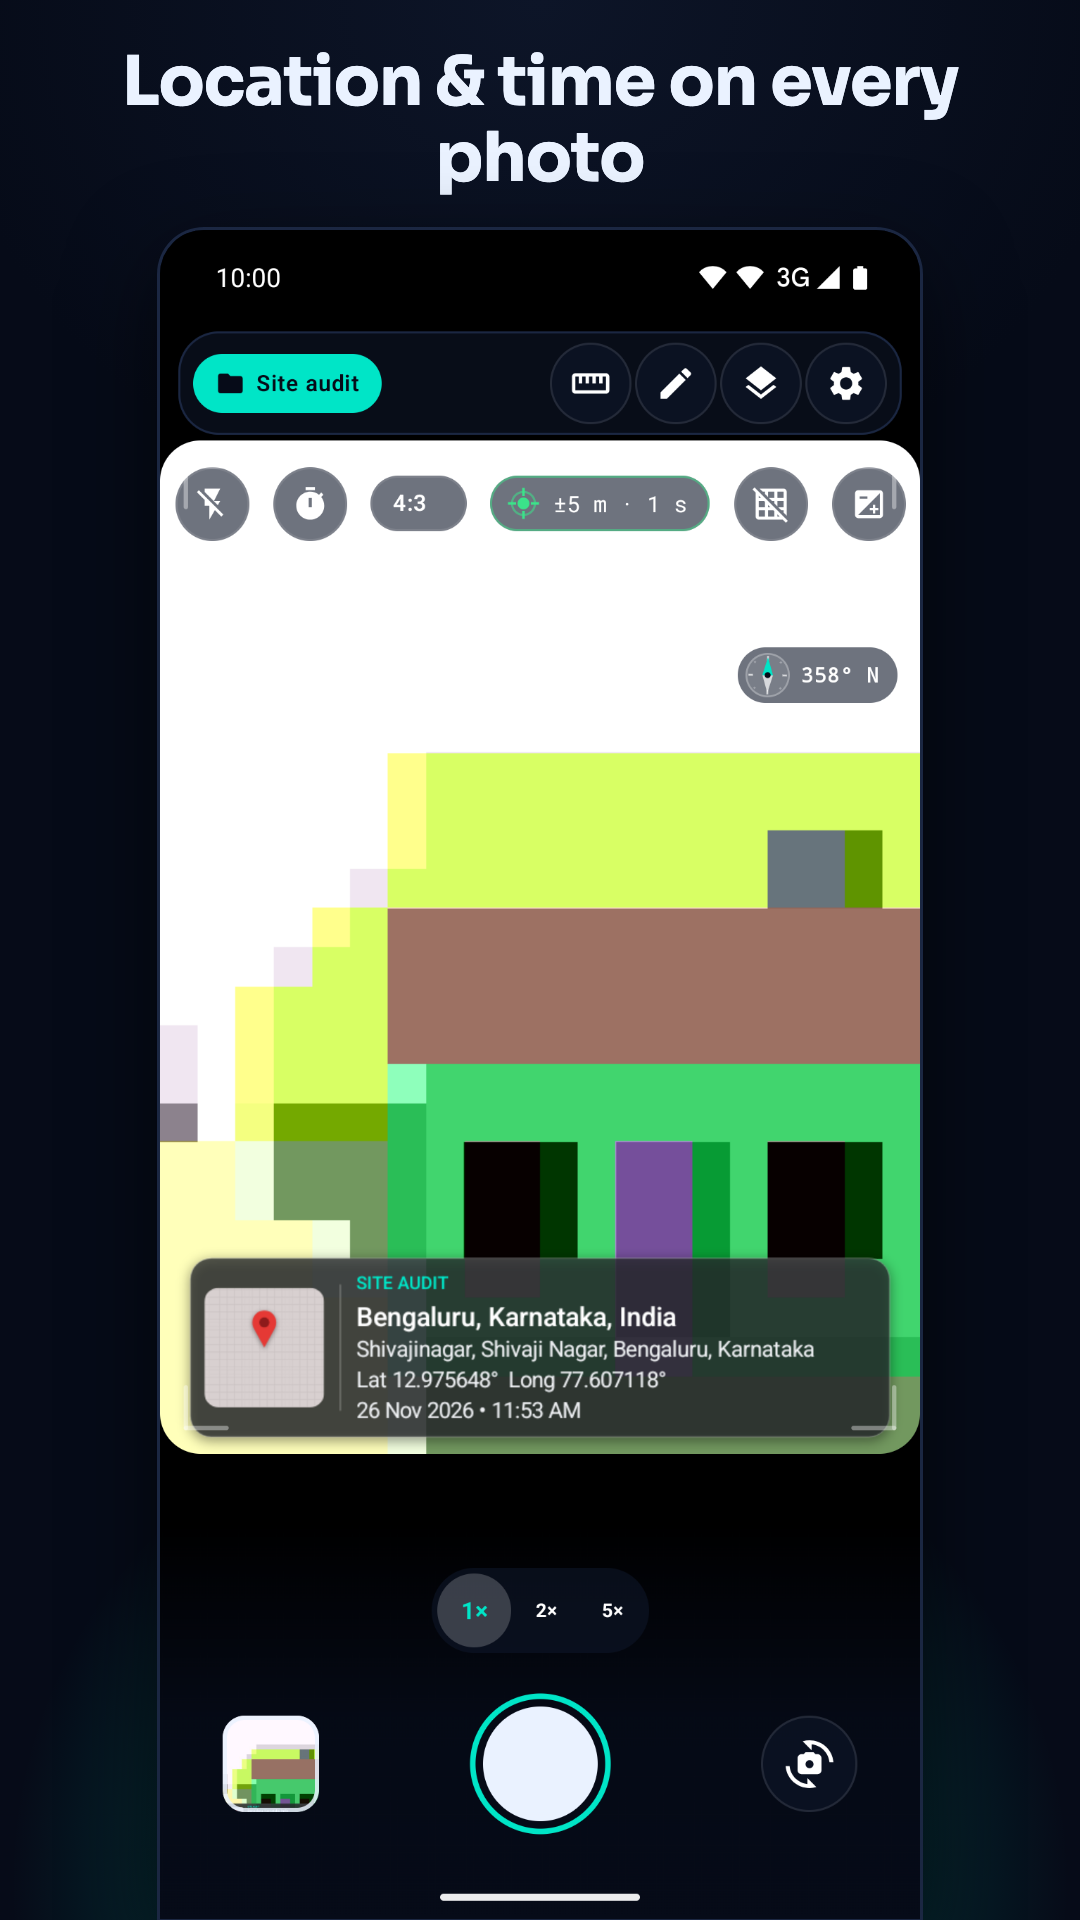 Location & time on every
photo
10:00
3G
Site audit
4:3
±5 m · 1 s
358° N
SITE AUDIT
Bengaluru, Karnataka, India
Shivajinagar, Shivaji Nagar, Bengaluru, Karnataka
Lat 12.975648° Long 77.607118°
26 Nov 2026 • 11:53 AM
1× 2× 5×